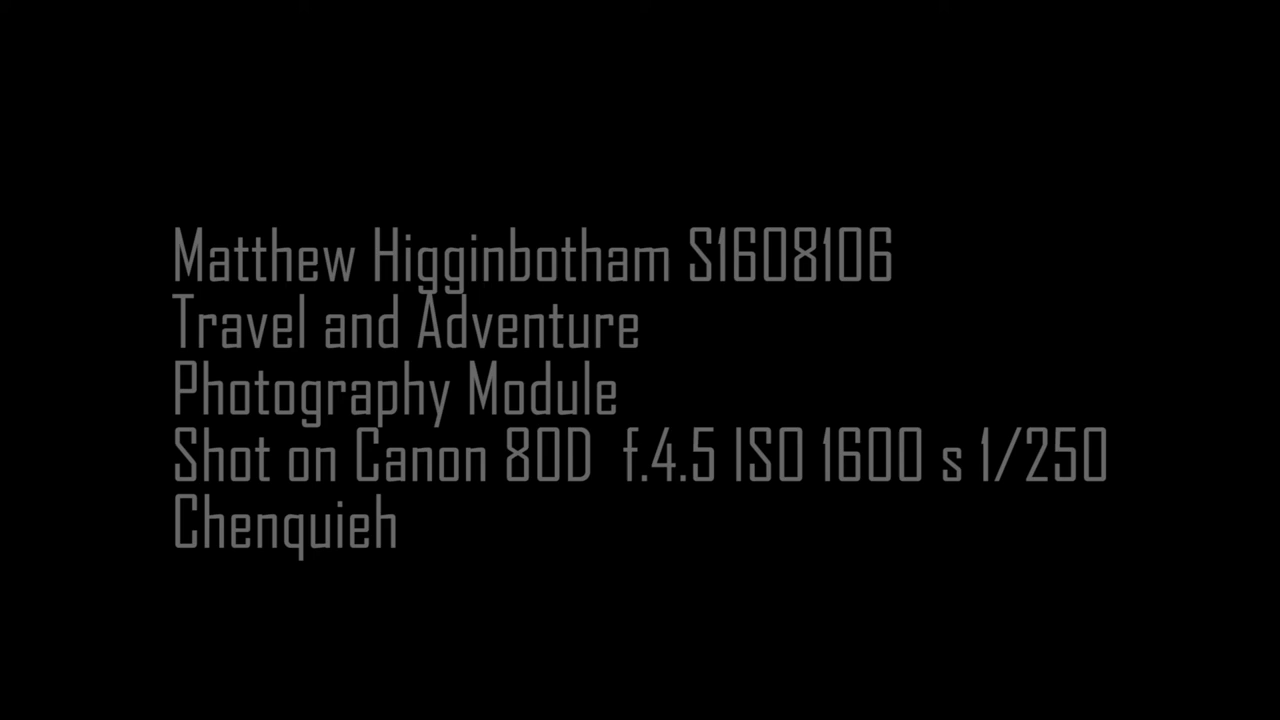 Matthew Higginbotham S1608106
Travel and Adventure
Photography Module
Shot on Canon 80D  f.4.5 ISO 1600 s 1/250
Chenquieh